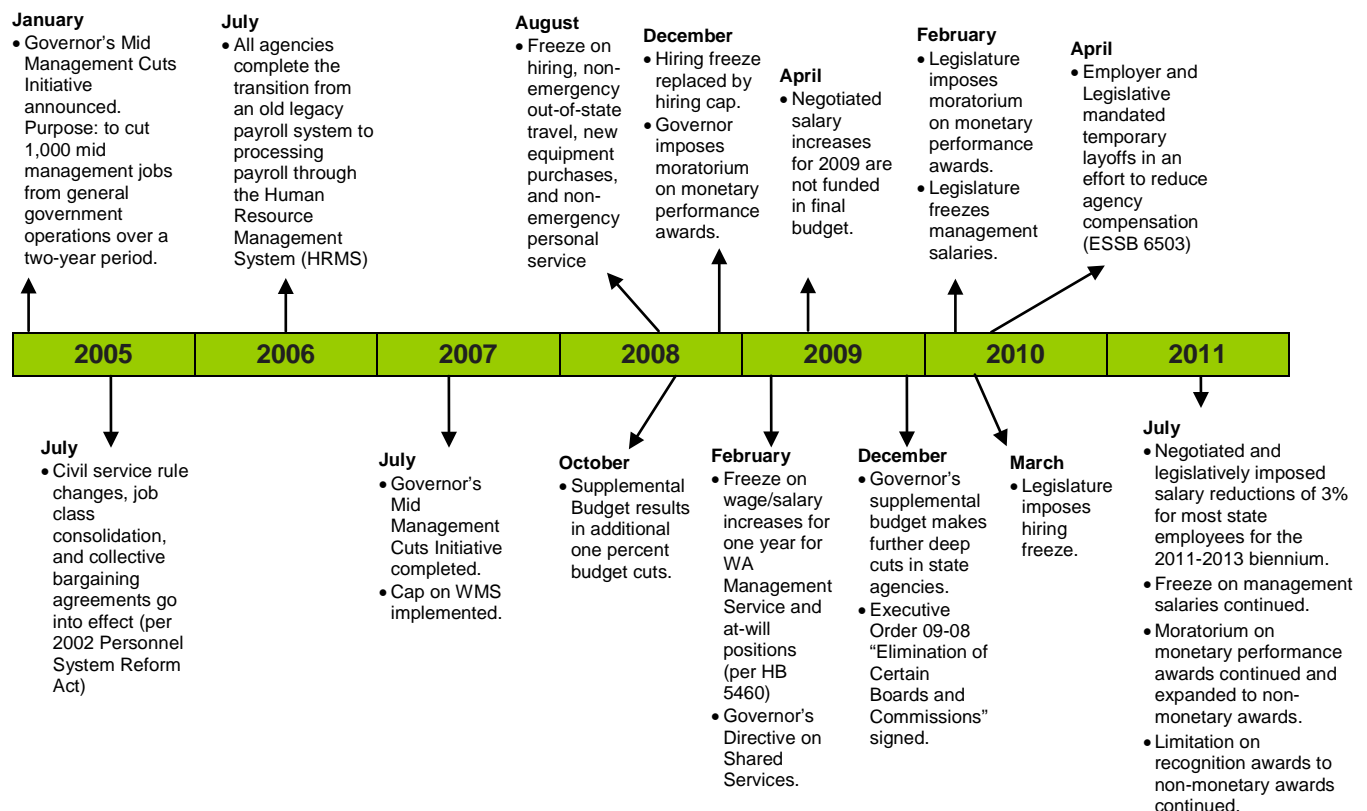 January
• Governor's Mid
Management Cuts
Initiative
announced.
Purpose: to cut
1,000 mid
management jobs
from general
government
operations over a
two-year period.
July
• All agencies
complete the
transition from
an old legacy
payroll system to
processing
payroll through
the Human
Resource
Management
System (HRMS)
August
• Freeze on
hiring, non-
emergency
out-of-state
travel, new
equipment
purchases,
and non-
emergency
personal
service
December
• Hiring freeze
replaced by
hiring cap.
• Governor
imposes
moratorium
on monetary
performance
awards.
April
• Negotiated
salary
increases
for 2009 are
not funded
in final
budget.
February
• Legislature
imposes
moratorium
on monetary
performance
awards.
• Legislature
freezes
management
salaries.
April
• Employer and
Legislative
mandated
temporary
layoffs in an
effort to reduce
agency
compensation
(ESSB 6503)
2005 2006 2007 2008 2009 2010 2011
July
• Civil service rule
changes, job
class
consolidation,
and collective
bargaining
agreements go
into effect (per
2002 Personnel
System Reform
Act)
July
• Governor's
Mid
Management
Cuts Initiative
completed.
• Cap on WMS
implemented.
October
• Supplemental
Budget results
in additional
one percent
budget cuts.
February
• Freeze on
wage/salary
increases for
one year for
WA
Management
Service and
at-will
positions
(per HB
5460)
• Governor's
Directive on
Shared
Services.
December
• Governor's
supplemental
budget makes
further deep
cuts in state
agencies.
• Executive
Order 09-08
"Elimination of
Certain
Boards and
Commissions"
signed.
March
• Legislature
imposes
hiring
freeze.
July
• Negotiated and
legislatively imposed
salary reductions of 3%
for most state
employees for the
2011-2013 biennium.
• Freeze on management
salaries continued.
• Moratorium on
monetary performance
awards continued and
expanded to non-
monetary awards.
• Limitation on
recognition awards to
non-monetary awards
continued.